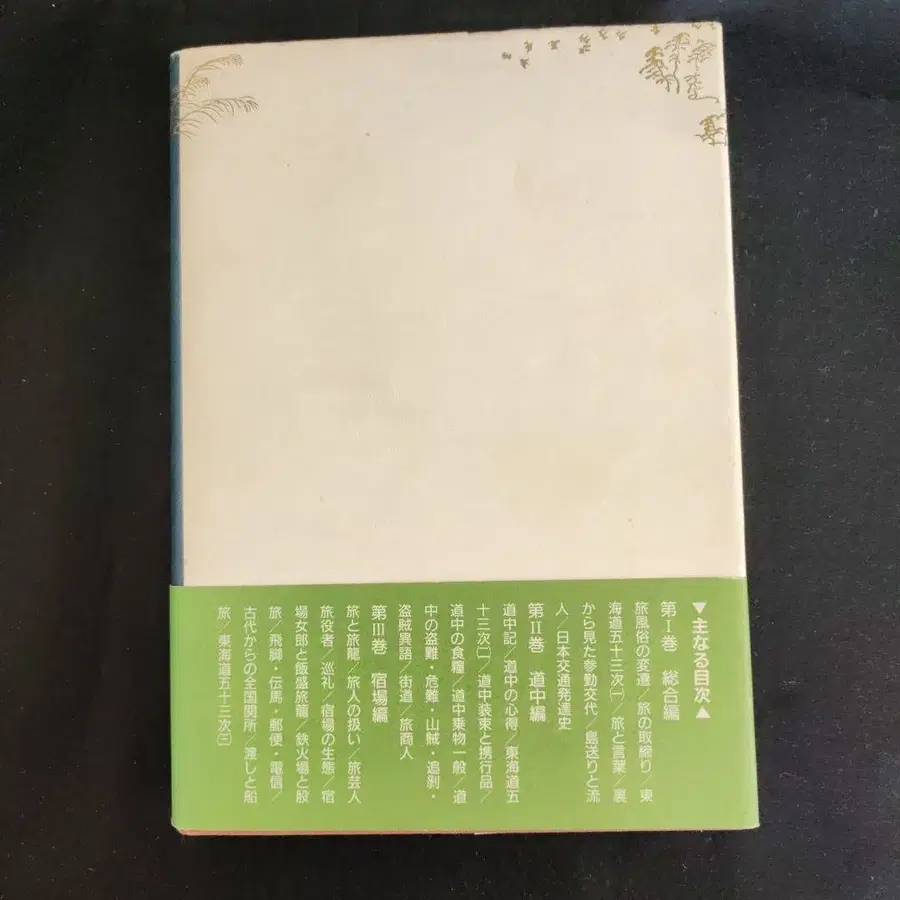 ▼主なる目次▲
第Ⅰ巻 総合編
旅風俗の変遷／旅の取締り／東
海道五十三次㈠／旅と言葉／裏
から見た参勤交代／島送りと流
人／日本交通発達史
第Ⅱ巻 道中編
道中記／道中の心得／東海道五
十三次㈡／道中装束と携行品／
道中の食糧／道中乗物一般／道
中の盗難・危難・山賊・追剥・
盗賊異語／街道／旅商人
第Ⅲ巻 宿場編
旅と旅籠／旅人の扱い／旅芸人
旅役者／巡礼／宿場の生態／宿
場女郎と飯盛旅籠／鉄火場と股
旅／飛脚・伝馬・郵便・電信／
古代からの全国関所／渡しと船
旅／東海道五十三次㈢